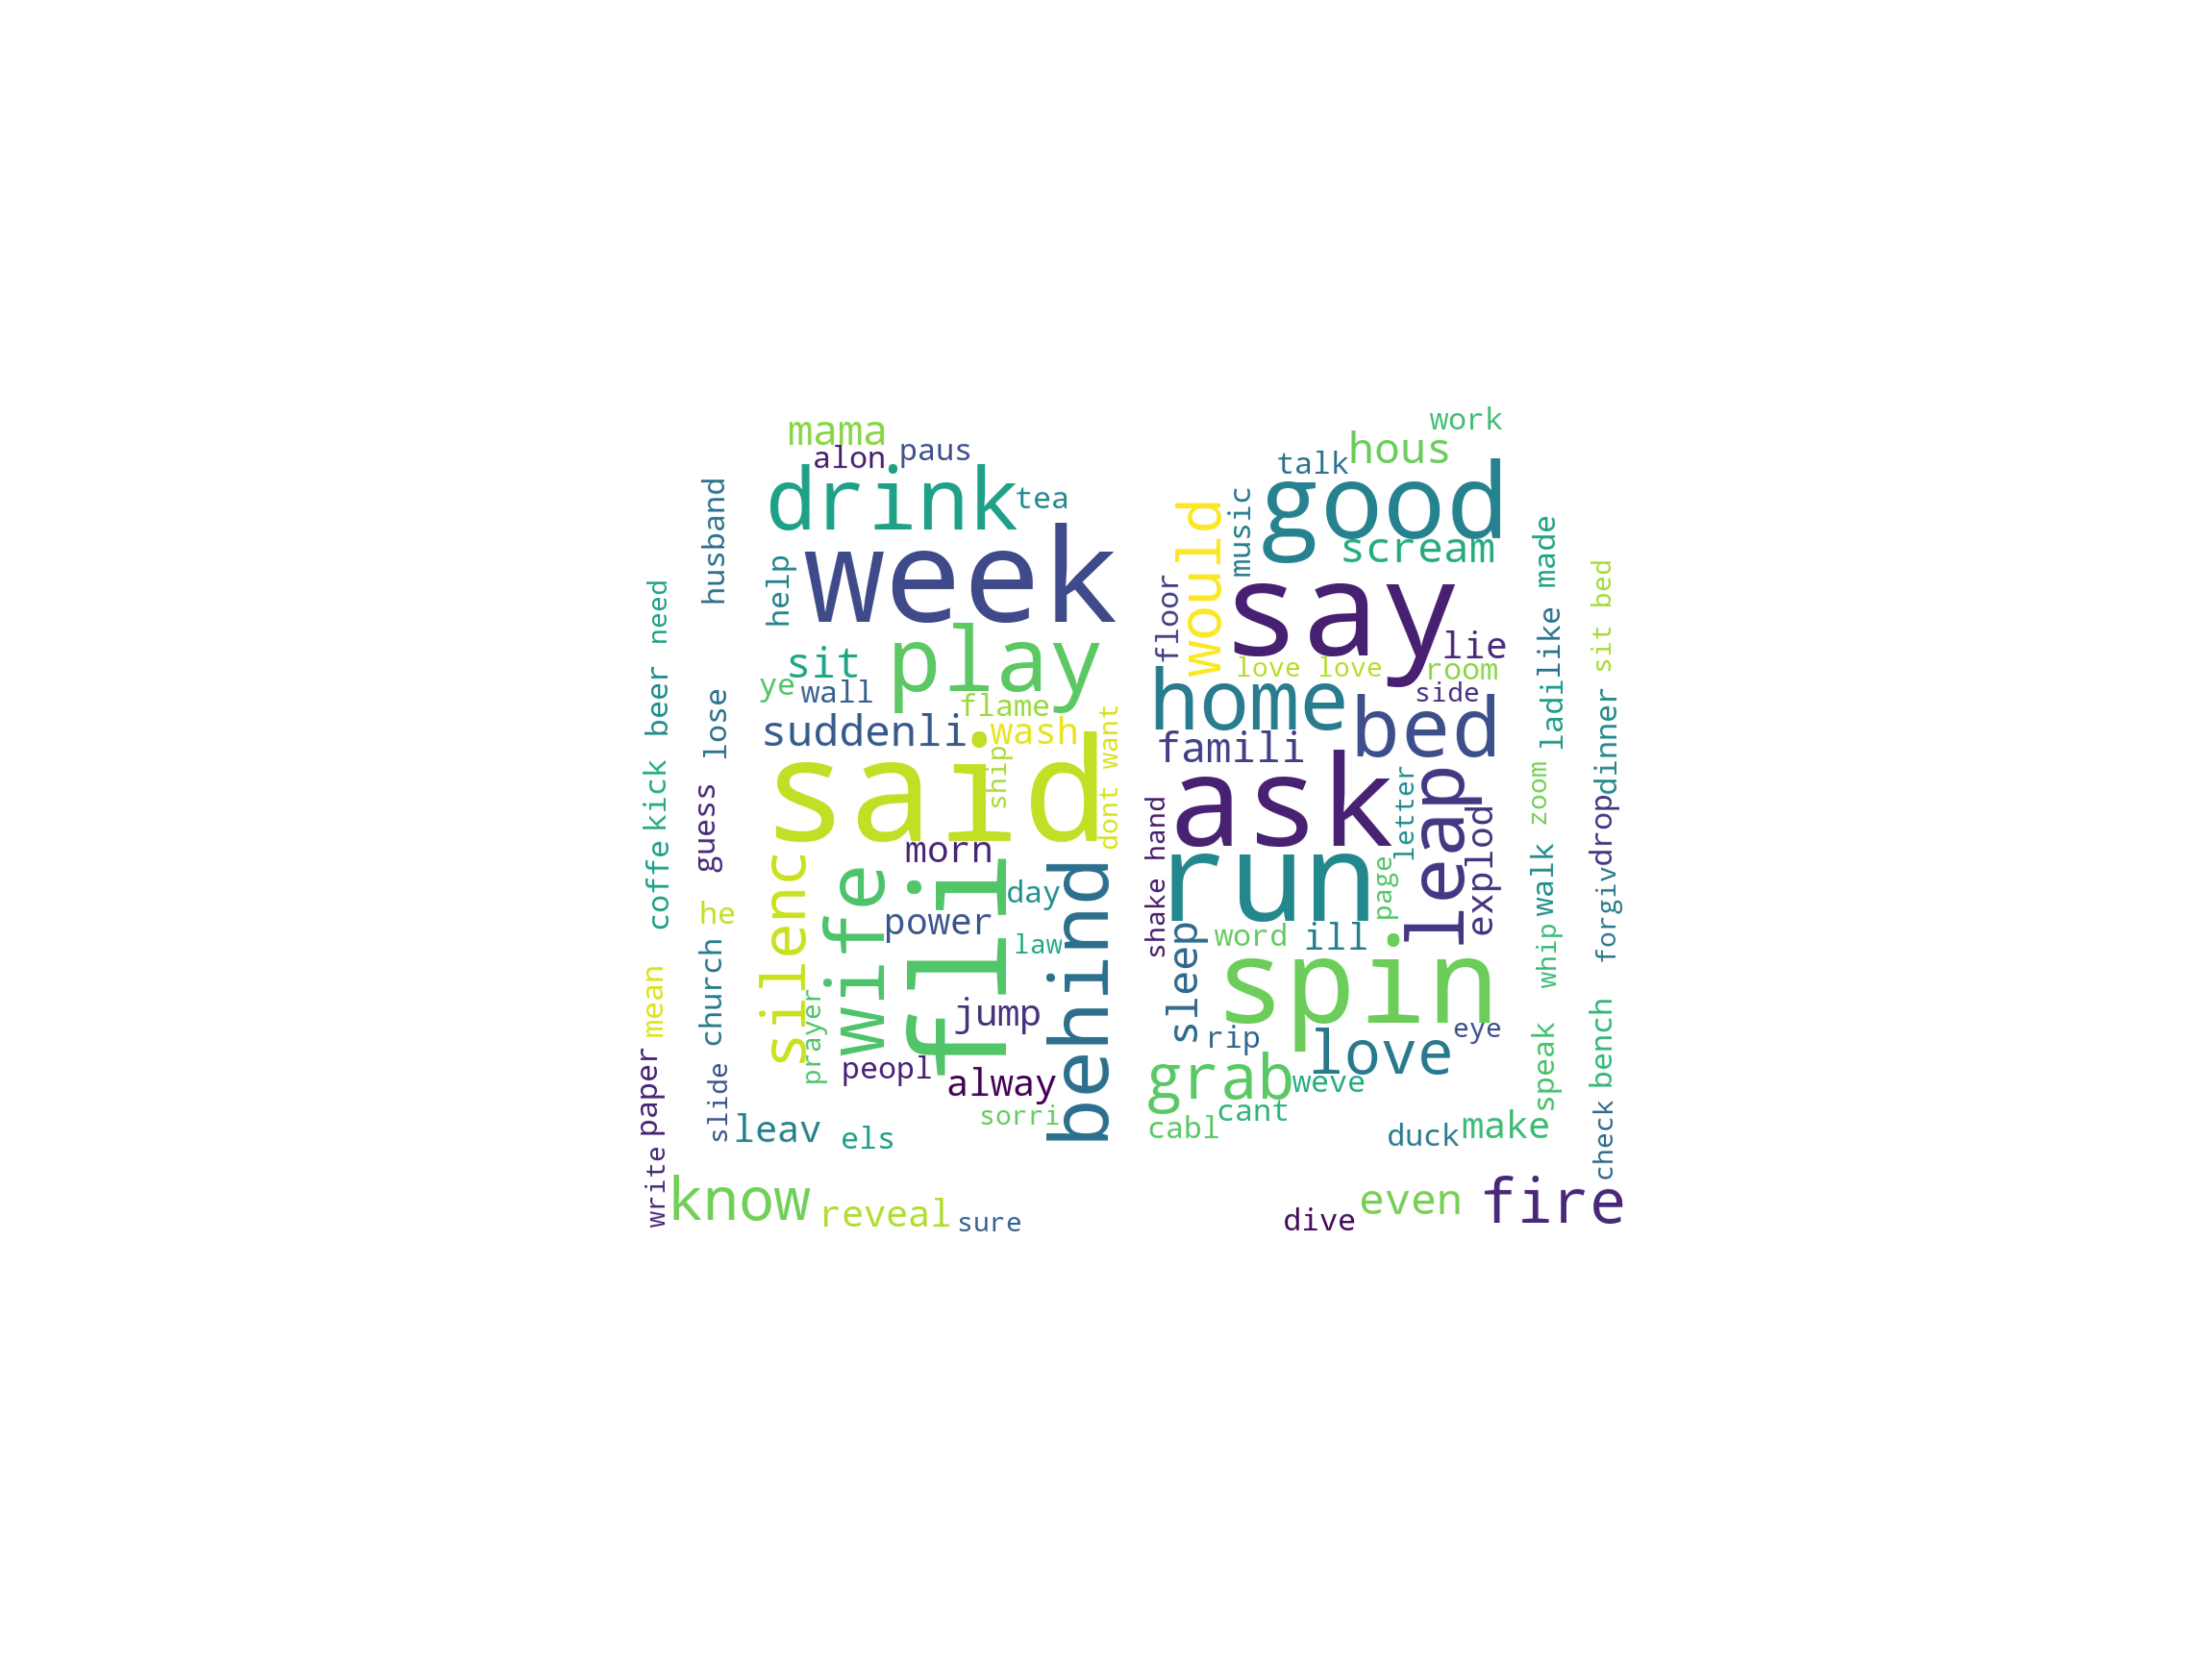 work
mama
hous
alon
paus
talk
drink
tea
good
husband
music
would
scream
made
week
help
say
floor
need
sit bed
play
like
sit
lie
love love
room
ye
wall
home
side
beer
flame
bed
ladi
lose
suddenli
wash
want
famili
dinner
said
ship
ask
letter
zoom
kick
dont
guess
hand
leap
drop
morn
run
explod
coffe
silenc
wife
fli
day
behind
page
walk
he
power
shake
word
ill
forgiv
law
sleep
spin
whip
church
mean
jump
rip
eye
prayer
love
peopl
alway
grab
weve
bench
speak
paper
slide
leav
els
sorri
cant
cabl
duck
make
check
write
know
reveal
sure
even
fire
dive